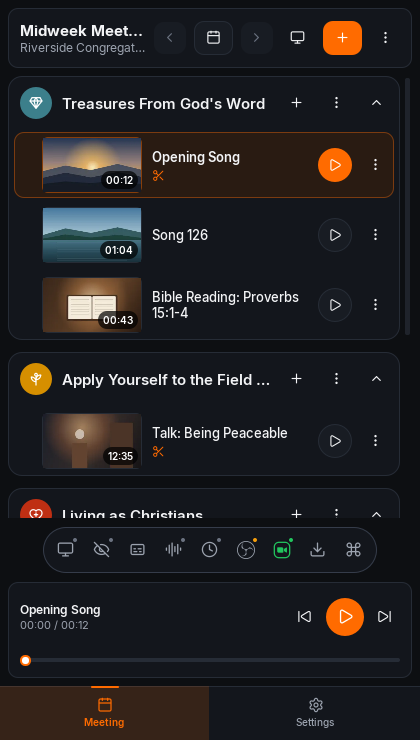 Midweek Meet...
Riverside Congregat...
Treasures From God's Word
Opening Song
00:12
Song 126
01:04
Bible Reading: Proverbs
15:1-4
00:43
Apply Yourself to the Field ...
Talk: Being Peaceable
12:35
Living as Christians
Opening Song
00:00 / 00:12
Meeting
Settings